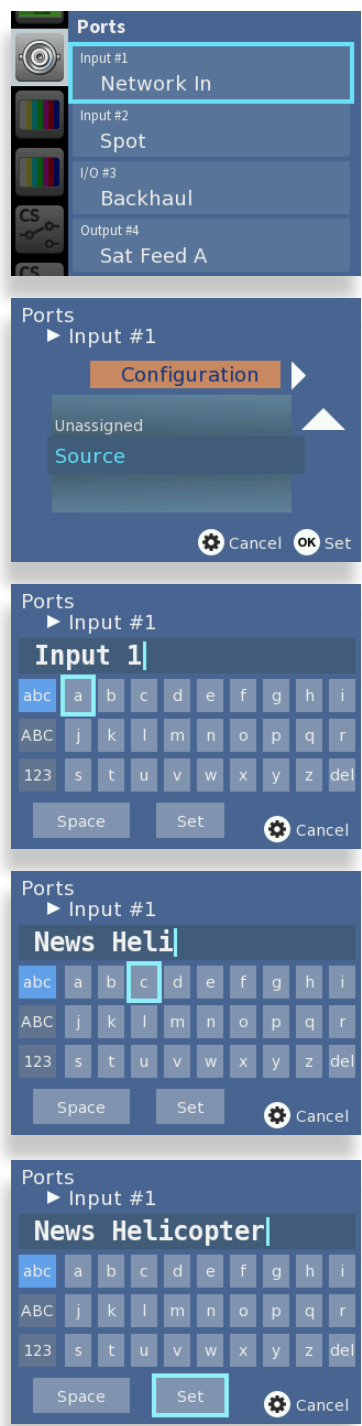 Ports
Input #1
Network In
Input #2
Spot
I/O #3
Backhaul
CS
Output #4
Sat Feed A
CS
Ports
▶ Input #1
Configuration
Unassigned
Source
Cancel OK Set
Ports
▶ Input #1
Input 1
abc a b c d e f g h i
ABC j k l m n o p q r
123 s t u v w x y z del
Space Set Cancel
Ports
▶ Input #1
News Heli
abc a b c d e f g h i
ABC j k l m n o p q r
123 s t u v w x y z del
Space Set Cancel
Ports
▶ Input #1
News Helicopter
abc a b c d e f g h i
ABC j k l m n o p q r
123 s t u v w x y z del
Space Set Cancel